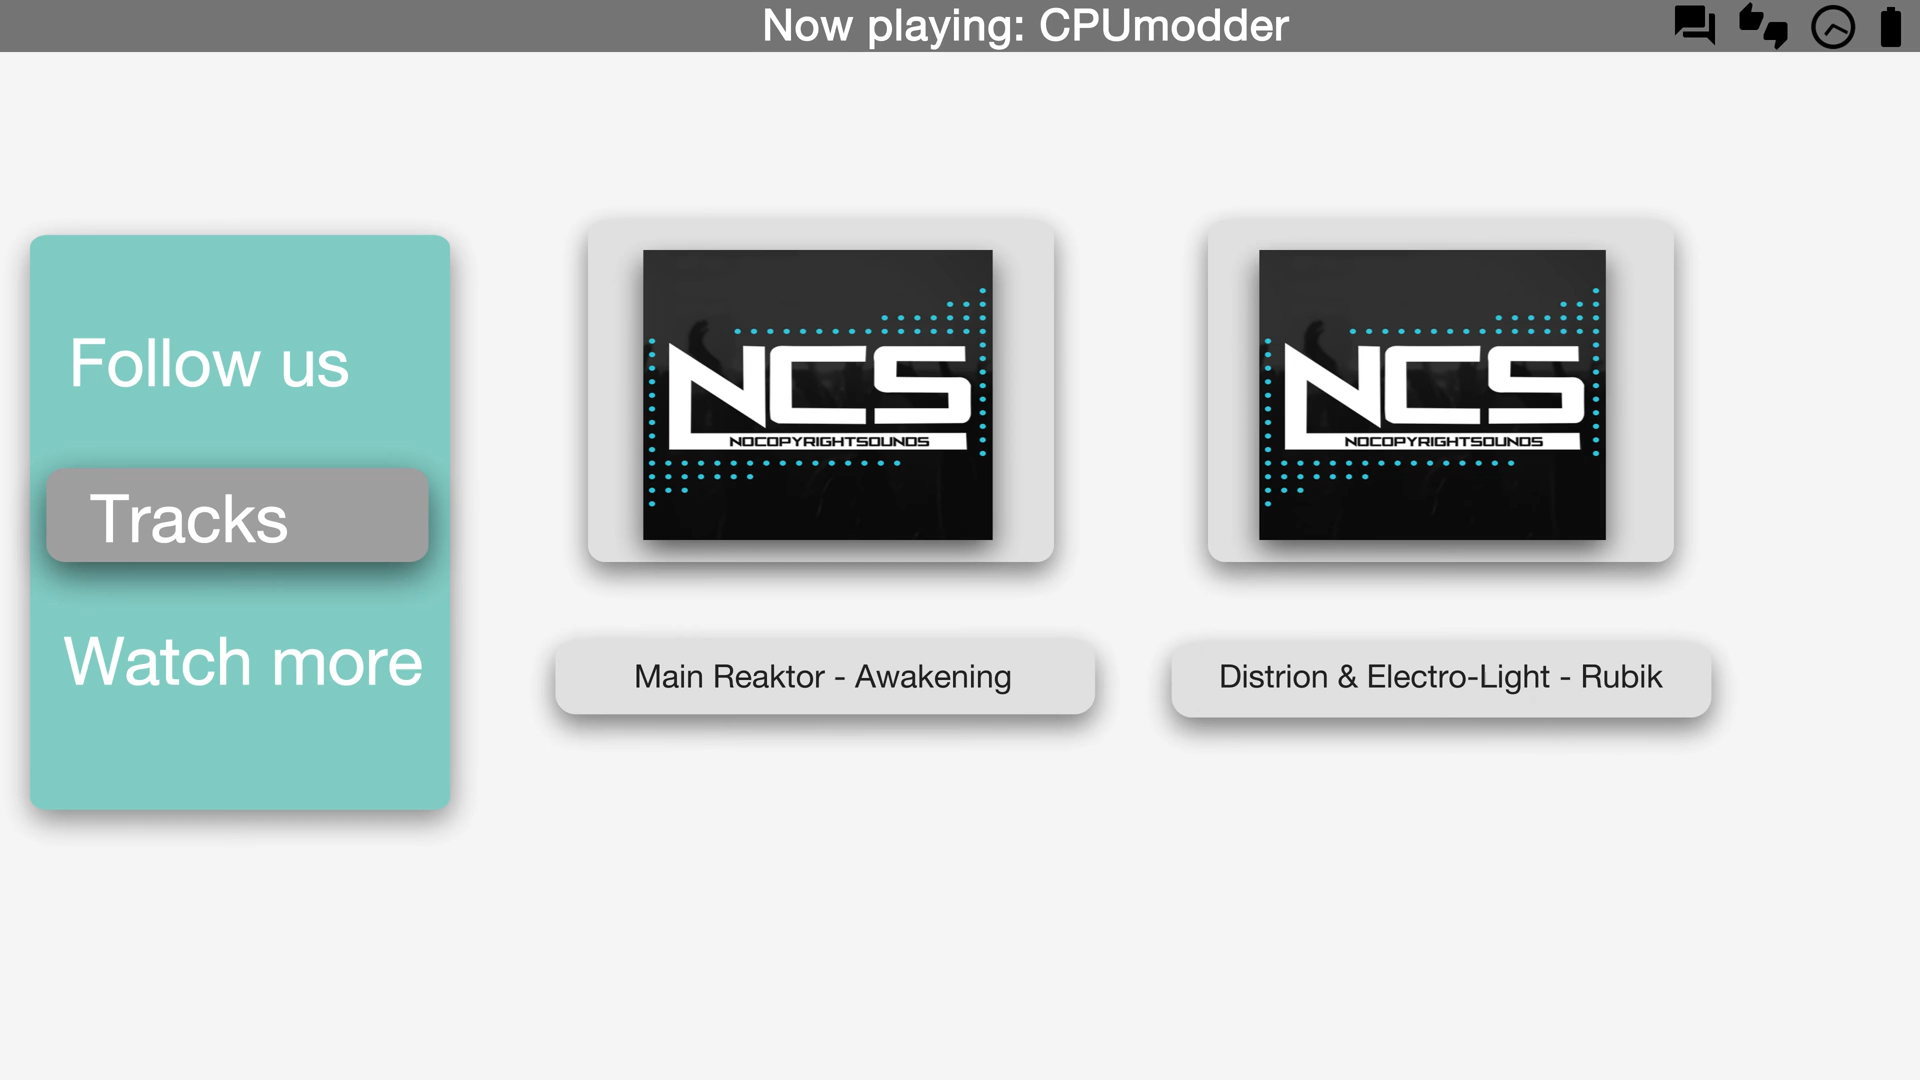 Now playing: CPUmodder
Follow us
Tracks
Watch more
NCS
NOCOPYRIGHTSOUNDS
NCS
NOCOPYRIGHTSOUNDS
Main Reaktor - Awakening
Distrion & Electro-Light - Rubik